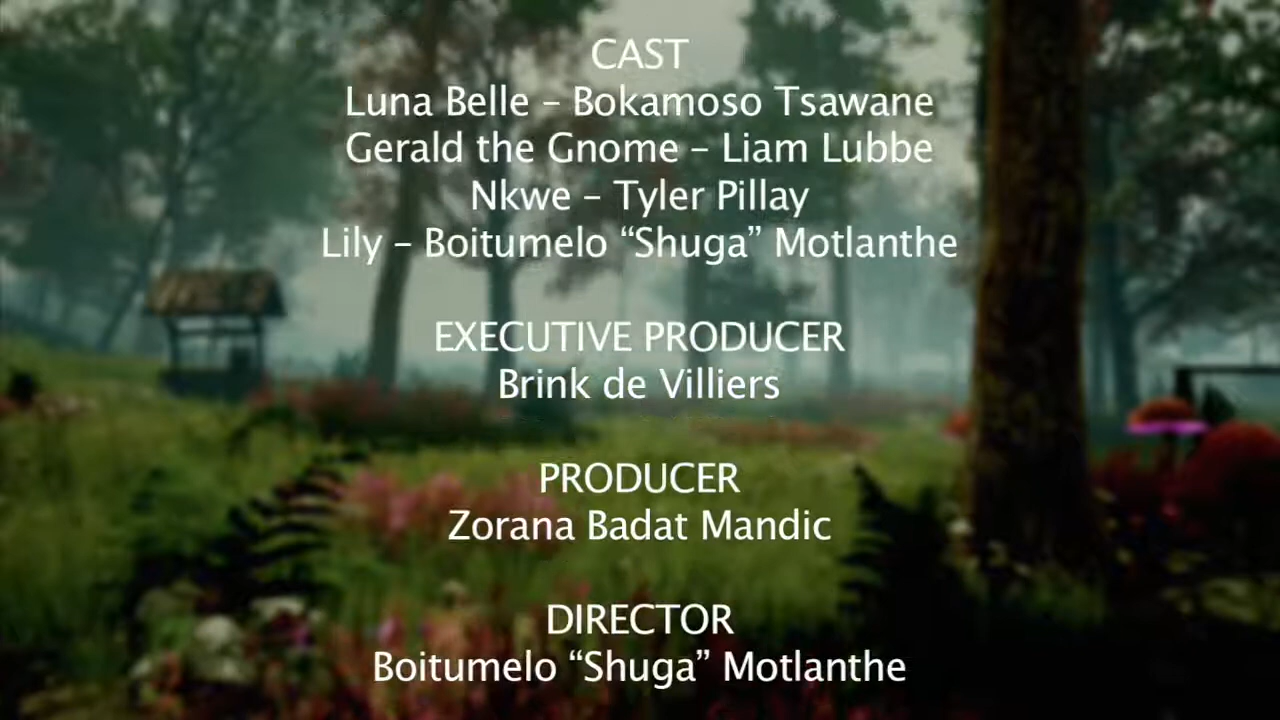 CAST
Luna Belle – Bokamoso Tsawane
Gerald the Gnome – Liam Lubbe
Nkwe – Tyler Pillay
Lily – Boitumelo “Shuga” Motlanthe
EXECUTIVE PRODUCER
Brink de Villiers
PRODUCER
Zorana Badat Mandic
DIRECTOR
Boitumelo “Shuga” Motlanthe